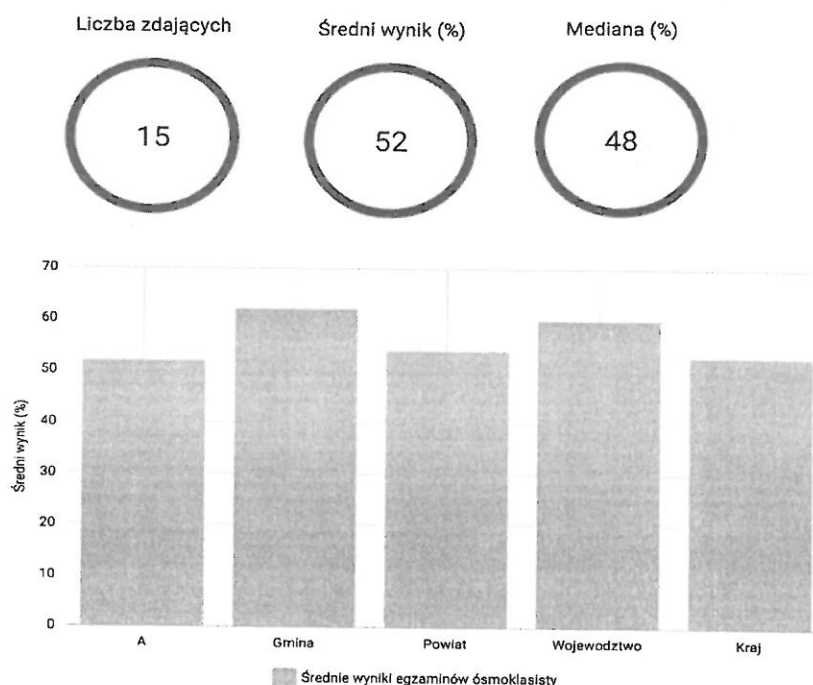 Liczba zdających Średni wynik (%) Mediana (%)
15 52 48
70
60
50
40
30
20
10
0
Średni wynik (%)
A Gmina Powiat Wojewodztwo Kraj
Średnie wyniki egzaminów ósmoklasisty